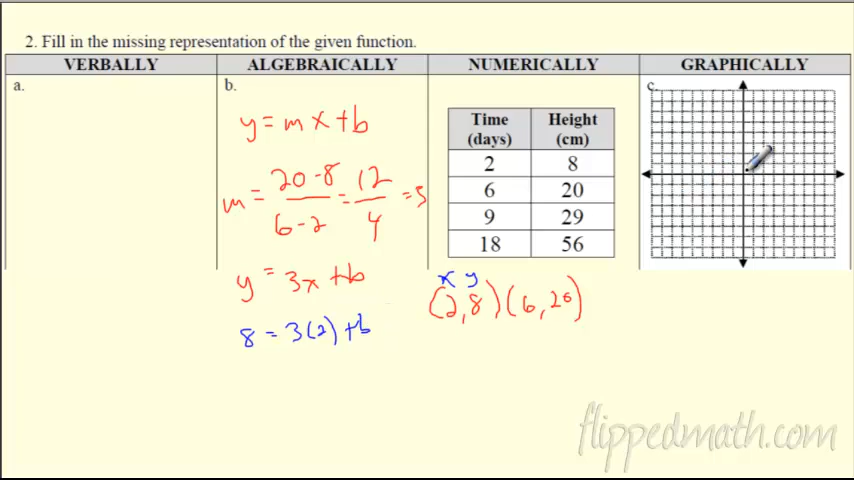 2. Fill in the missing representation of the given function.
VERBALLY ALGEBRAICALLY NUMERICALLY GRAPHICALLY
a. b. c.
y = mx + b
Time (days) Height (cm)
2 8
6 20
9 29
18 56
m = 20-8 / 6-2 = 12 / 4 = 3
y = 3x + b
x y
(2,8)(6,20)
8 = 3(2) + b
flippedmath.com